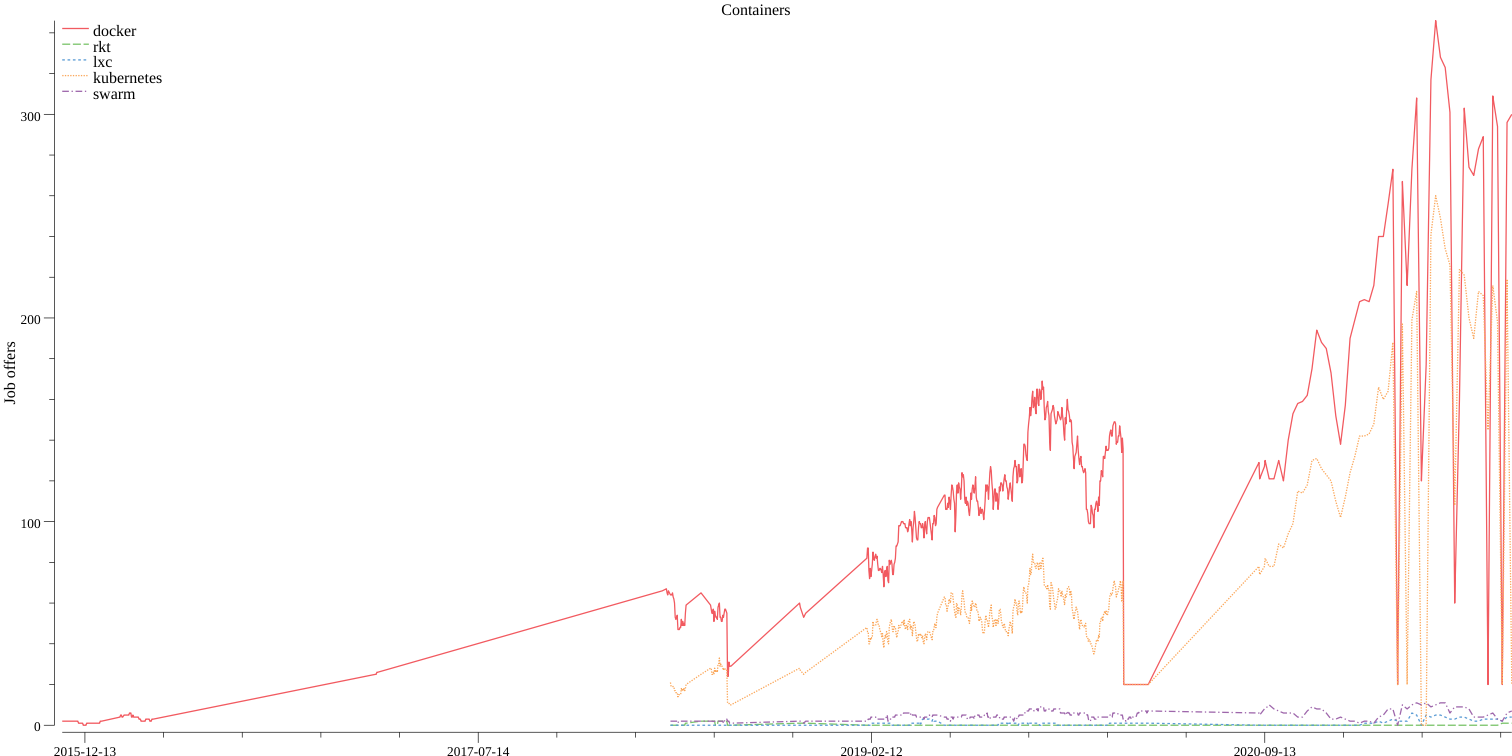 Containers
docker
rkt
lxc
kubernetes
swarm
Job offers
300
200
100
0
2015-12-13
2017-07-14
2019-02-12
2020-09-13